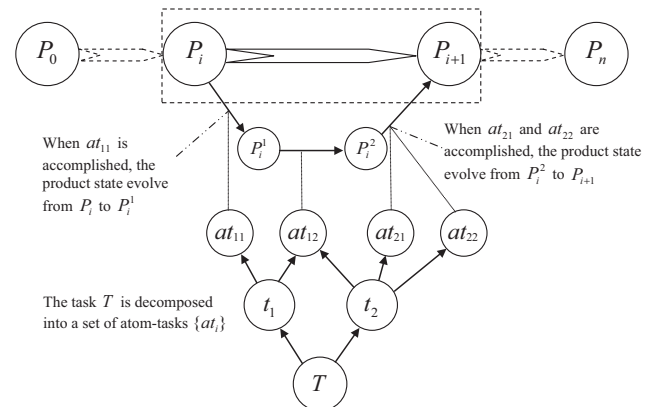 P₀ Pᵢ Pᵢ₊₁ Pₙ
When at₁₁ is
accomplished, the
product state evolve
from Pᵢ to Pᵢ¹
Pᵢ¹ Pᵢ²
When at₂₁ and at₂₂ are
accomplished, the product state
evolve from Pᵢ² to Pᵢ₊₁
at₁₁ at₁₂ at₂₁ at₂₂
The task T is decomposed
into a set of atom-tasks {atᵢ}
t₁ t₂
T